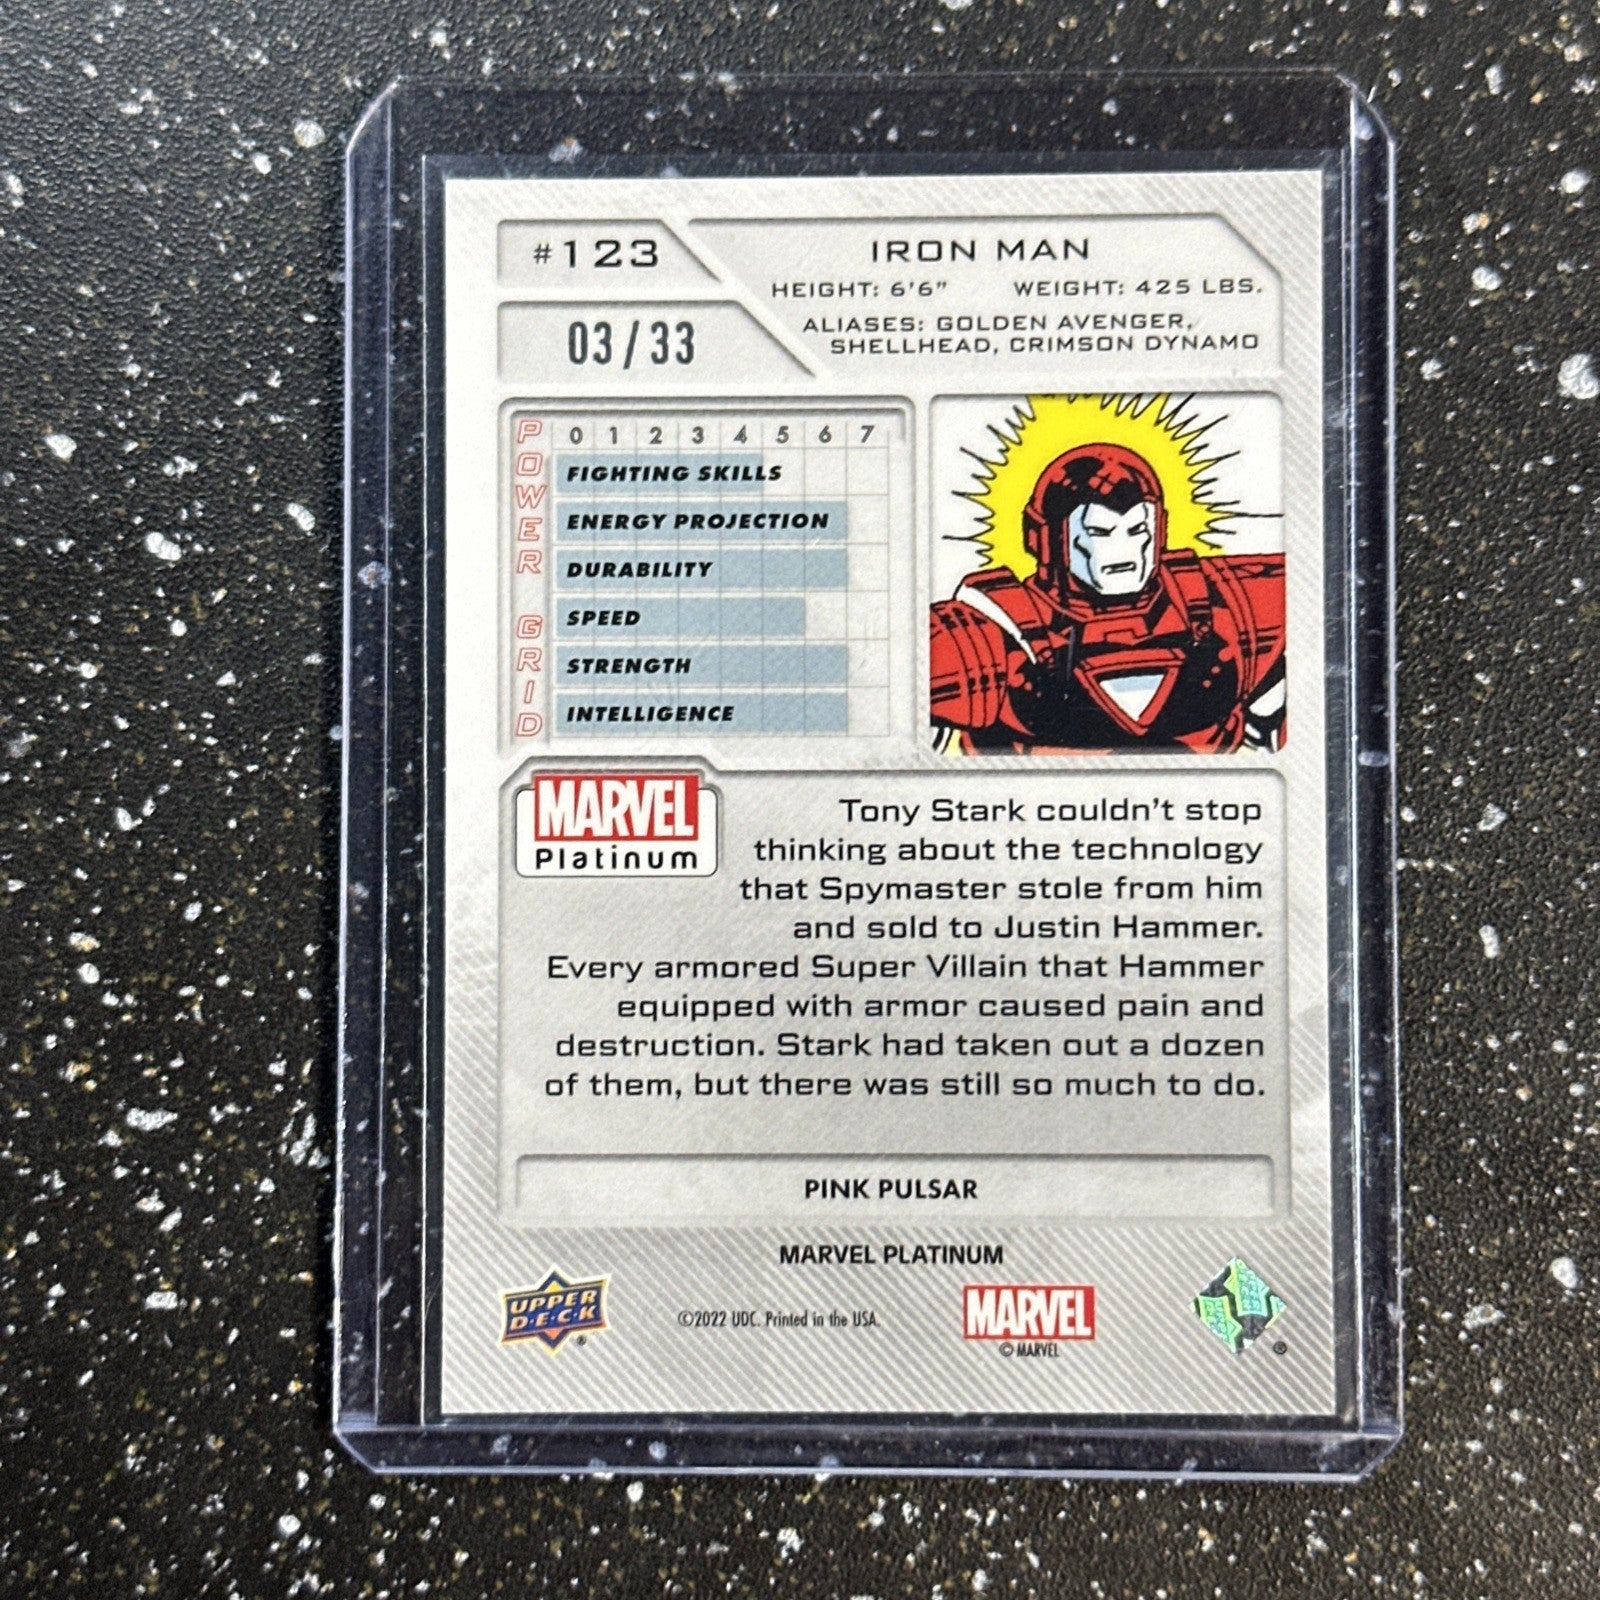 #123
IRON MAN
HEIGHT: 6'6" WEIGHT: 425 LBS.
ALIASES: GOLDEN AVENGER,
SHELLHEAD, CRIMSON DYNAMO
03/33
POWER GRID
0 1 2 3 4 5 6 7
FIGHTING SKILLS
ENERGY PROJECTION
DURABILITY
SPEED
STRENGTH
INTELLIGENCE
MARVEL
Platinum
Tony Stark couldn't stop
thinking about the technology
that Spymaster stole from him
and sold to Justin Hammer.
Every armored Super Villain that Hammer
equipped with armor caused pain and
destruction. Stark had taken out a dozen
of them, but there was still so much to do.
PINK PULSAR
MARVEL PLATINUM
UPPER
D·E·C·K
®
©2022 UDC. Printed in the USA.
MARVEL
© MARVEL
®